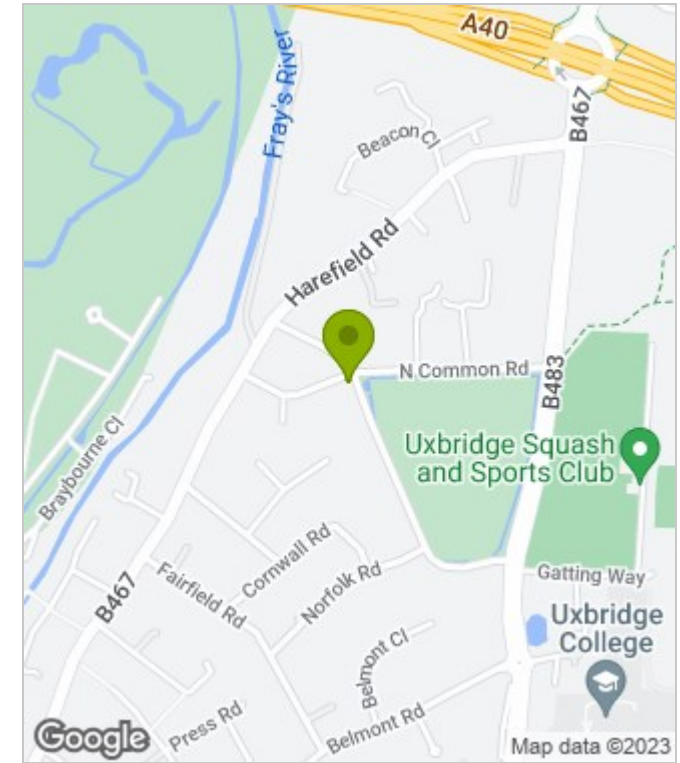 A40
B467
Fray's River
Beacon Cl
Harefield Rd
N Common Rd
B483
Uxbridge Squash
and Sports Club
Braybourne Cl
Cornwall Rd
Norfolk Rd
Gatting Way
Fairfield Rd
B467
Uxbridge
College
Belmont Cl
Press Rd
Belmont Rd
Google
Map data ©2023